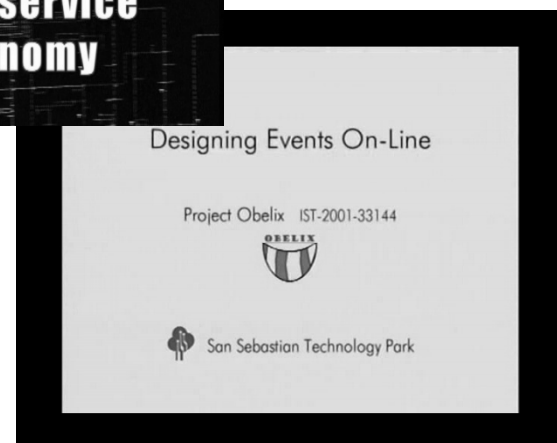 service
nomy
Designing Events On-Line
Project Obelix IST-2001-33144
OBELIX
San Sebastian Technology Park